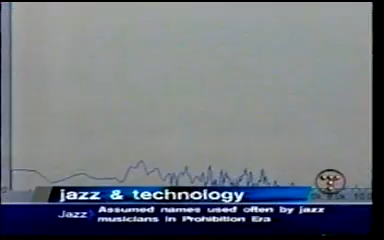 jazz & technology
Jazz
Assumed names used often by jazz
musicians in Prohibition Era